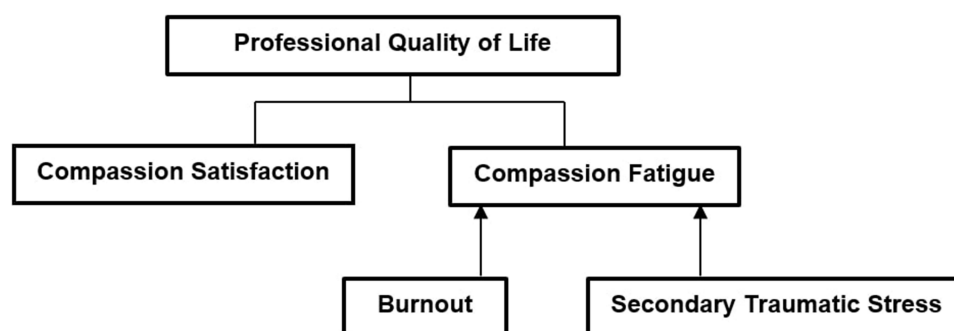 Professional Quality of Life
Compassion Satisfaction
Compassion Fatigue
Burnout
Secondary Traumatic Stress